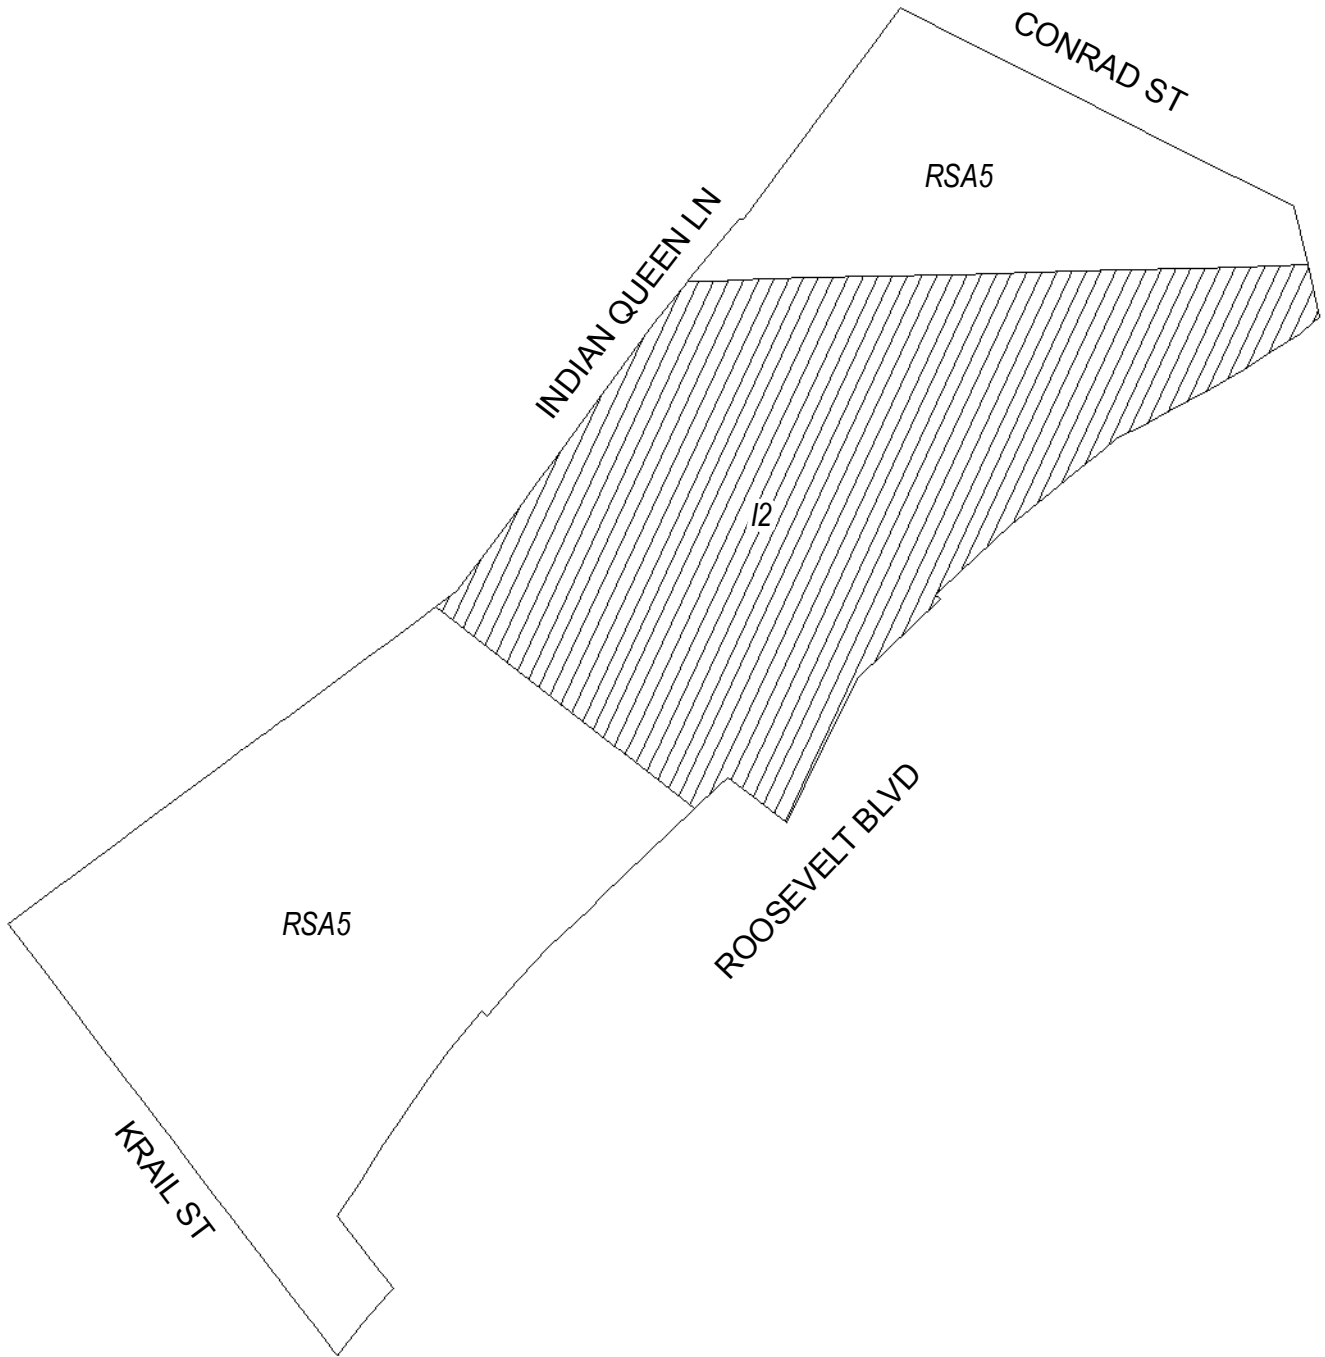 CONRAD ST
RSA5
INDIAN QUEEN LN
I2
ROOSEVELT BLVD
RSA5
KRAIL ST